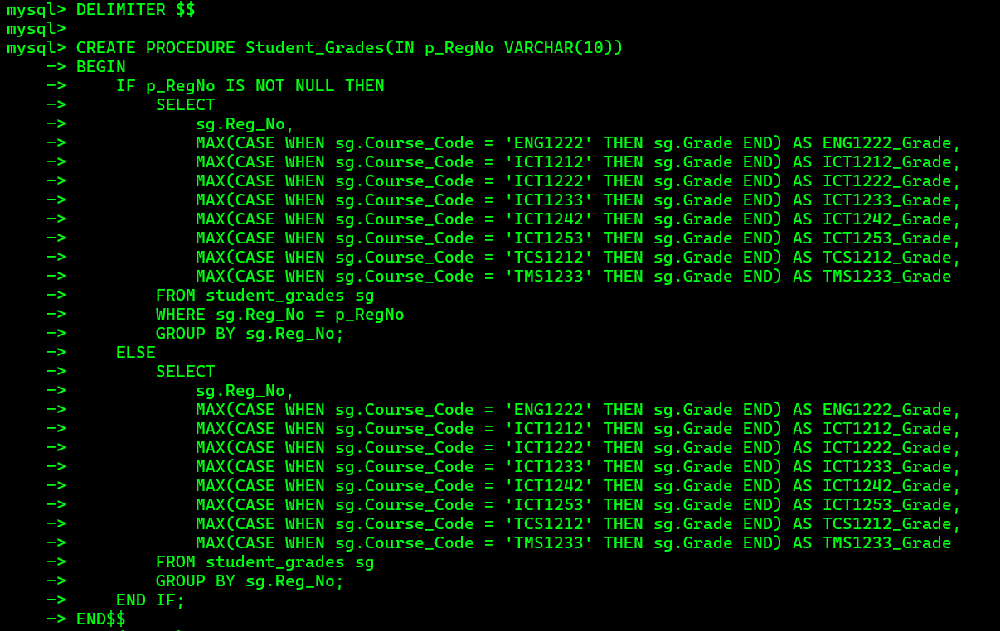 mysql> DELIMITER $$
mysql>
mysql> CREATE PROCEDURE Student_Grades(IN p_RegNo VARCHAR(10))
    -> BEGIN
    ->     IF p_RegNo IS NOT NULL THEN
    ->         SELECT
    ->             sg.Reg_No,
    ->             MAX(CASE WHEN sg.Course_Code = 'ENG1222' THEN sg.Grade END) AS ENG1222_Grade,
    ->             MAX(CASE WHEN sg.Course_Code = 'ICT1212' THEN sg.Grade END) AS ICT1212_Grade,
    ->             MAX(CASE WHEN sg.Course_Code = 'ICT1222' THEN sg.Grade END) AS ICT1222_Grade,
    ->             MAX(CASE WHEN sg.Course_Code = 'ICT1233' THEN sg.Grade END) AS ICT1233_Grade,
    ->             MAX(CASE WHEN sg.Course_Code = 'ICT1242' THEN sg.Grade END) AS ICT1242_Grade,
    ->             MAX(CASE WHEN sg.Course_Code = 'ICT1253' THEN sg.Grade END) AS ICT1253_Grade,
    ->             MAX(CASE WHEN sg.Course_Code = 'TCS1212' THEN sg.Grade END) AS TCS1212_Grade,
    ->             MAX(CASE WHEN sg.Course_Code = 'TMS1233' THEN sg.Grade END) AS TMS1233_Grade
    ->         FROM student_grades sg
    ->         WHERE sg.Reg_No = p_RegNo
    ->         GROUP BY sg.Reg_No;
    ->     ELSE
    ->         SELECT
    ->             sg.Reg_No,
    ->             MAX(CASE WHEN sg.Course_Code = 'ENG1222' THEN sg.Grade END) AS ENG1222_Grade,
    ->             MAX(CASE WHEN sg.Course_Code = 'ICT1212' THEN sg.Grade END) AS ICT1212_Grade,
    ->             MAX(CASE WHEN sg.Course_Code = 'ICT1222' THEN sg.Grade END) AS ICT1222_Grade,
    ->             MAX(CASE WHEN sg.Course_Code = 'ICT1233' THEN sg.Grade END) AS ICT1233_Grade,
    ->             MAX(CASE WHEN sg.Course_Code = 'ICT1242' THEN sg.Grade END) AS ICT1242_Grade,
    ->             MAX(CASE WHEN sg.Course_Code = 'ICT1253' THEN sg.Grade END) AS ICT1253_Grade,
    ->             MAX(CASE WHEN sg.Course_Code = 'TCS1212' THEN sg.Grade END) AS TCS1212_Grade,
    ->             MAX(CASE WHEN sg.Course_Code = 'TMS1233' THEN sg.Grade END) AS TMS1233_Grade
    ->         FROM student_grades sg
    ->         GROUP BY sg.Reg_No;
    ->     END IF;
    -> END$$